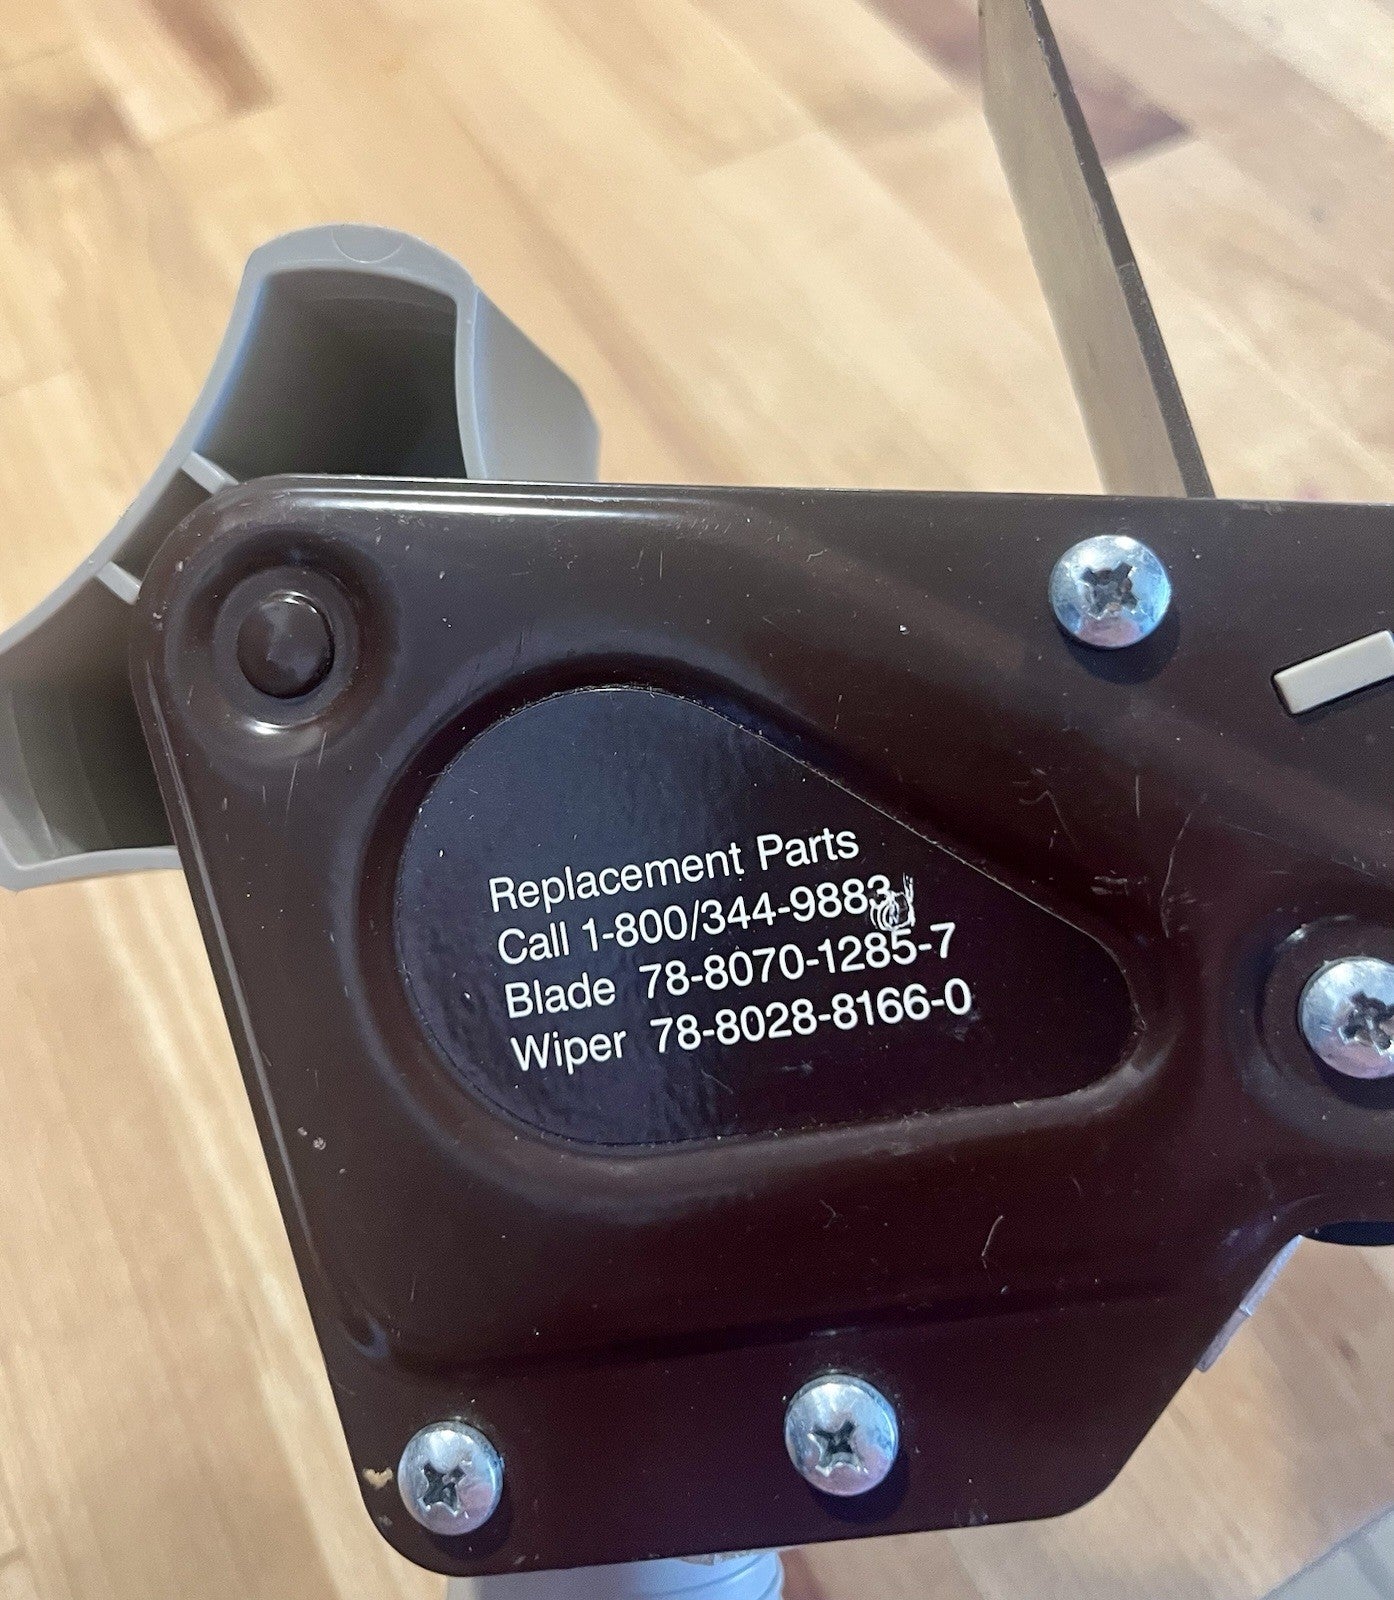 Replacement Parts
Call 1-800/344-9883
Blade 78-8070-1285-7
Wiper 78-8028-8166-0